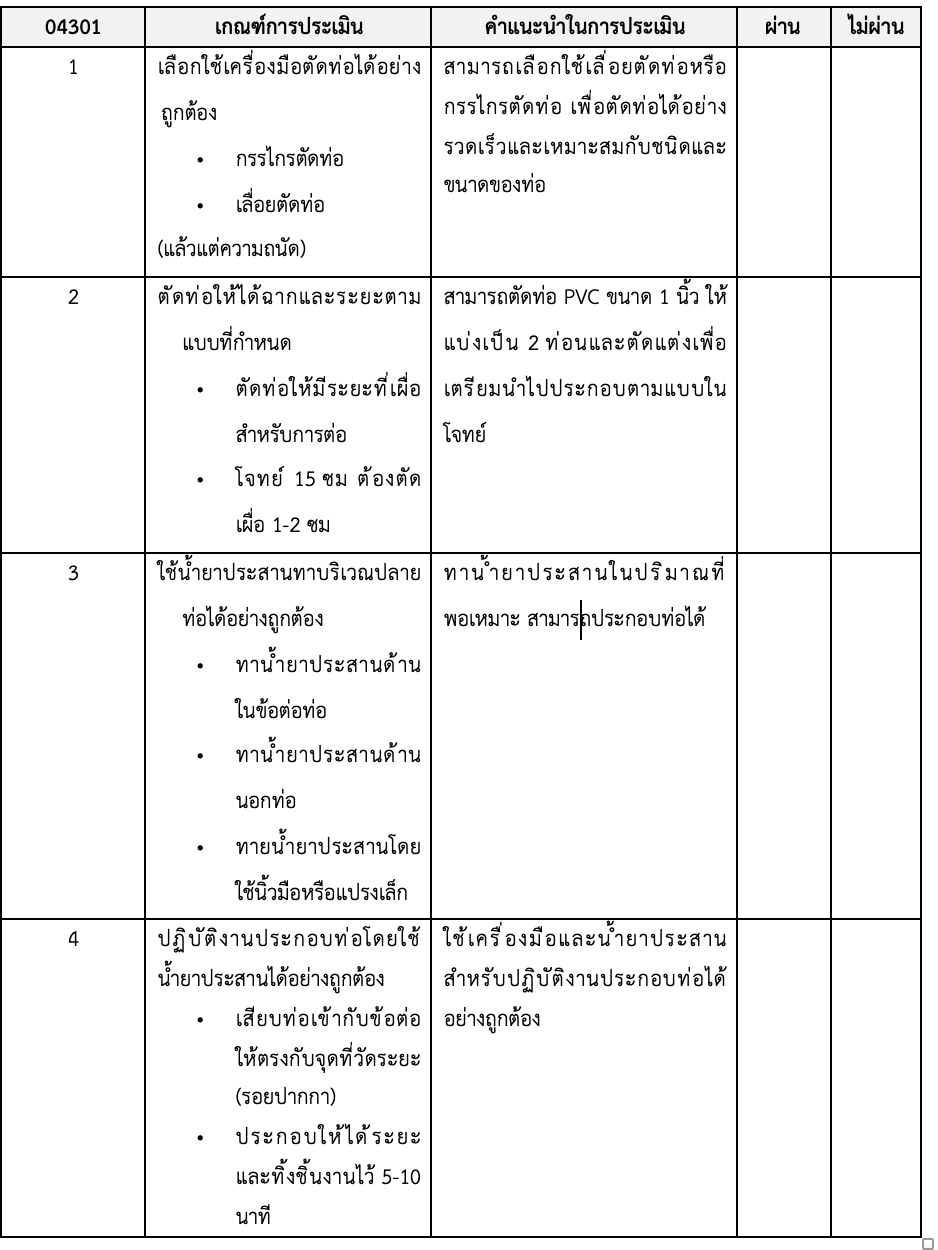 04301 เกณฑ์การประเมิน คำแนะนำในการประเมิน ผ่าน ไม่ผ่าน
1
เลือกใช้เครื่องมือตัดท่อได้อย่าง
ถูกต้อง
• กรรไกรตัดท่อ
• เลื่อยตัดท่อ
(แล้วแต่ความถนัด)
สามารถเลือกใช้เลื่อยตัดท่อหรือ
กรรไกรตัดท่อ เพื่อตัดท่อได้อย่าง
รวดเร็วและเหมาะสมกับชนิดและ
ขนาดของท่อ
2
ตัดท่อให้ได้ฉากและระยะตาม
แบบที่กำหนด
• ตัดท่อให้มีระยะที่เผื่อ
สำหรับการต่อ
• โจทย์ 15 ซม ต้องตัด
เผื่อ 1-2 ซม
สามารถตัดท่อ PVC ขนาด 1 นิ้ว ให้
แบ่งเป็น 2 ท่อนและตัดแต่งเพื่อ
เตรียมนำไปประกอบตามแบบใน
โจทย์
3
ใช้น้ำยาประสานทาบริเวณปลาย
ท่อได้อย่างถูกต้อง
• ทาน้ำยาประสานด้าน
ในข้อต่อท่อ
• ทาน้ำยาประสานด้าน
นอกท่อ
• ทายน้ำยาประสานโดย
ใช้นิ้วมือหรือแปรงเล็ก
ทาน้ำยาประสานในปริมาณที่
พอเหมาะ สามารถประกอบท่อได้
4
ปฏิบัติงานประกอบท่อโดยใช้
น้ำยาประสานได้อย่างถูกต้อง
• เสียบท่อเข้ากับข้อต่อ
ให้ตรงกับจุดที่วัดระยะ
(รอยปากกา)
• ประกอบให้ได้ระยะ
และทิ้งชิ้นงานไว้ 5-10
นาที
ใช้เครื่องมือและน้ำยาประสาน
สำหรับปฏิบัติงานประกอบท่อได้
อย่างถูกต้อง